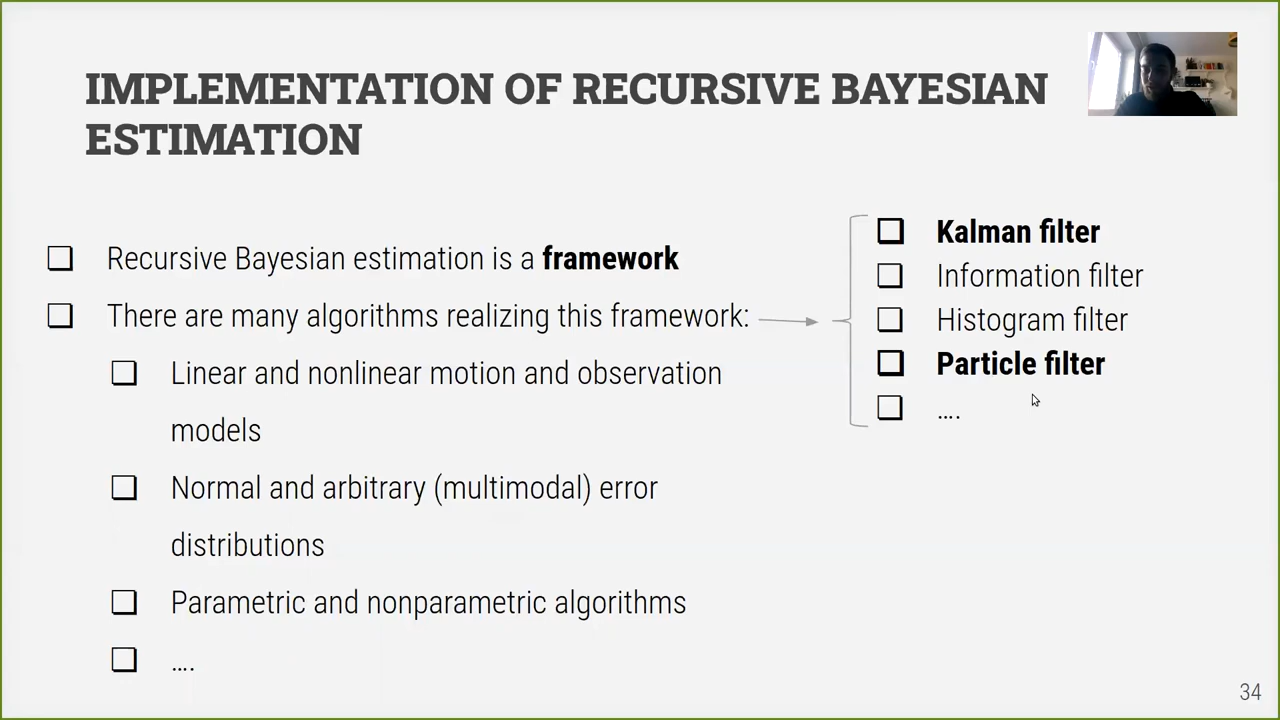 IMPLEMENTATION OF RECURSIVE BAYESIAN
ESTIMATION
Recursive Bayesian estimation is a framework
There are many algorithms realizing this framework:
Linear and nonlinear motion and observation
models
Normal and arbitrary (multimodal) error
distributions
Parametric and nonparametric algorithms
....
Kalman filter
Information filter
Histogram filter
Particle filter
....
34